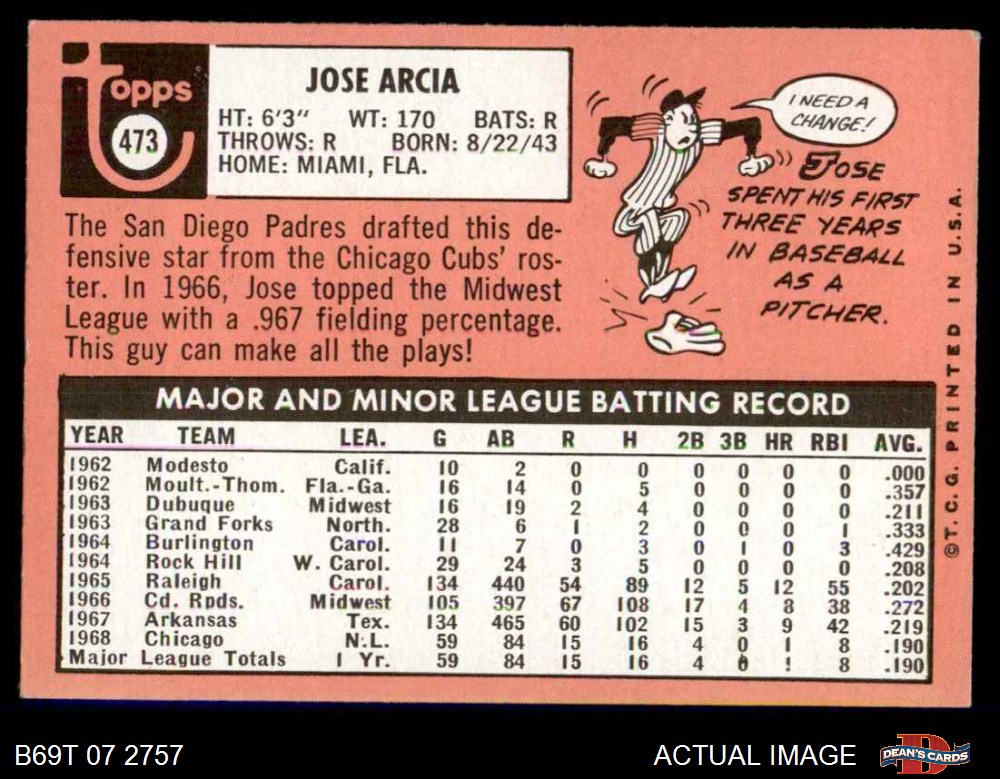 topps
473
JOSE ARCIA
HT: 6'3" WT: 170 BATS: R
THROWS: R BORN: 8/22/43
HOME: MIAMI, FLA.
The San Diego Padres drafted this de-
fensive star from the Chicago Cubs' ros-
ter. In 1966, Jose topped the Midwest
League with a .967 fielding percentage.
This guy can make all the plays!
I NEED A
CHANGE!
JOSE
SPENT HIS FIRST
THREE YEARS
IN BASEBALL
AS A
PITCHER.
©T.C.G. PRINTED IN U.S.A.
MAJOR AND MINOR LEAGUE BATTING RECORD
YEAR TEAM LEA. G AB R H 2B 3B HR RBI AVG.
1962 Modesto Calif. 10 2 0 0 0 0 0 0 .000
1962 Moult.-Thom. Fla.-Ga. 16 14 0 5 0 0 0 0 .357
1963 Dubuque Midwest 16 19 2 4 0 0 0 0 .211
1963 Grand Forks North. 28 6 1 2 0 0 0 1 .333
1964 Burlington Carol. 11 7 0 3 0 1 0 3 .429
1964 Rock Hill W. Carol. 29 24 3 5 0 0 0 0 .208
1965 Raleigh Carol. 134 440 54 89 12 5 12 55 .202
1966 Cd. Rpds. Midwest 105 397 67 108 17 4 8 38 .272
1967 Arkansas Tex. 134 465 60 102 15 3 9 42 .219
1968 Chicago N.L. 59 84 15 16 4 0 1 8 .190
Major League Totals 1 Yr. 59 84 15 16 4 0 1 8 .190
B69T 07 2757
ACTUAL IMAGE
DEAN'S CARDS